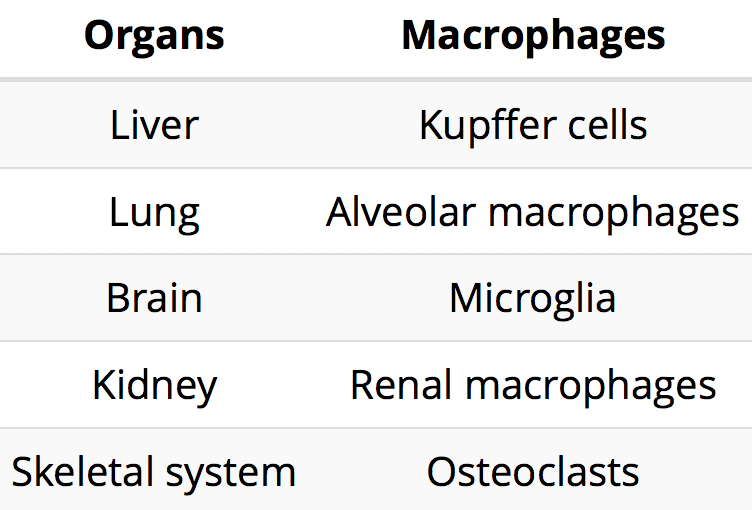 Organs Macrophages
Liver Kupffer cells
Lung Alveolar macrophages
Brain Microglia
Kidney Renal macrophages
Skeletal system Osteoclasts